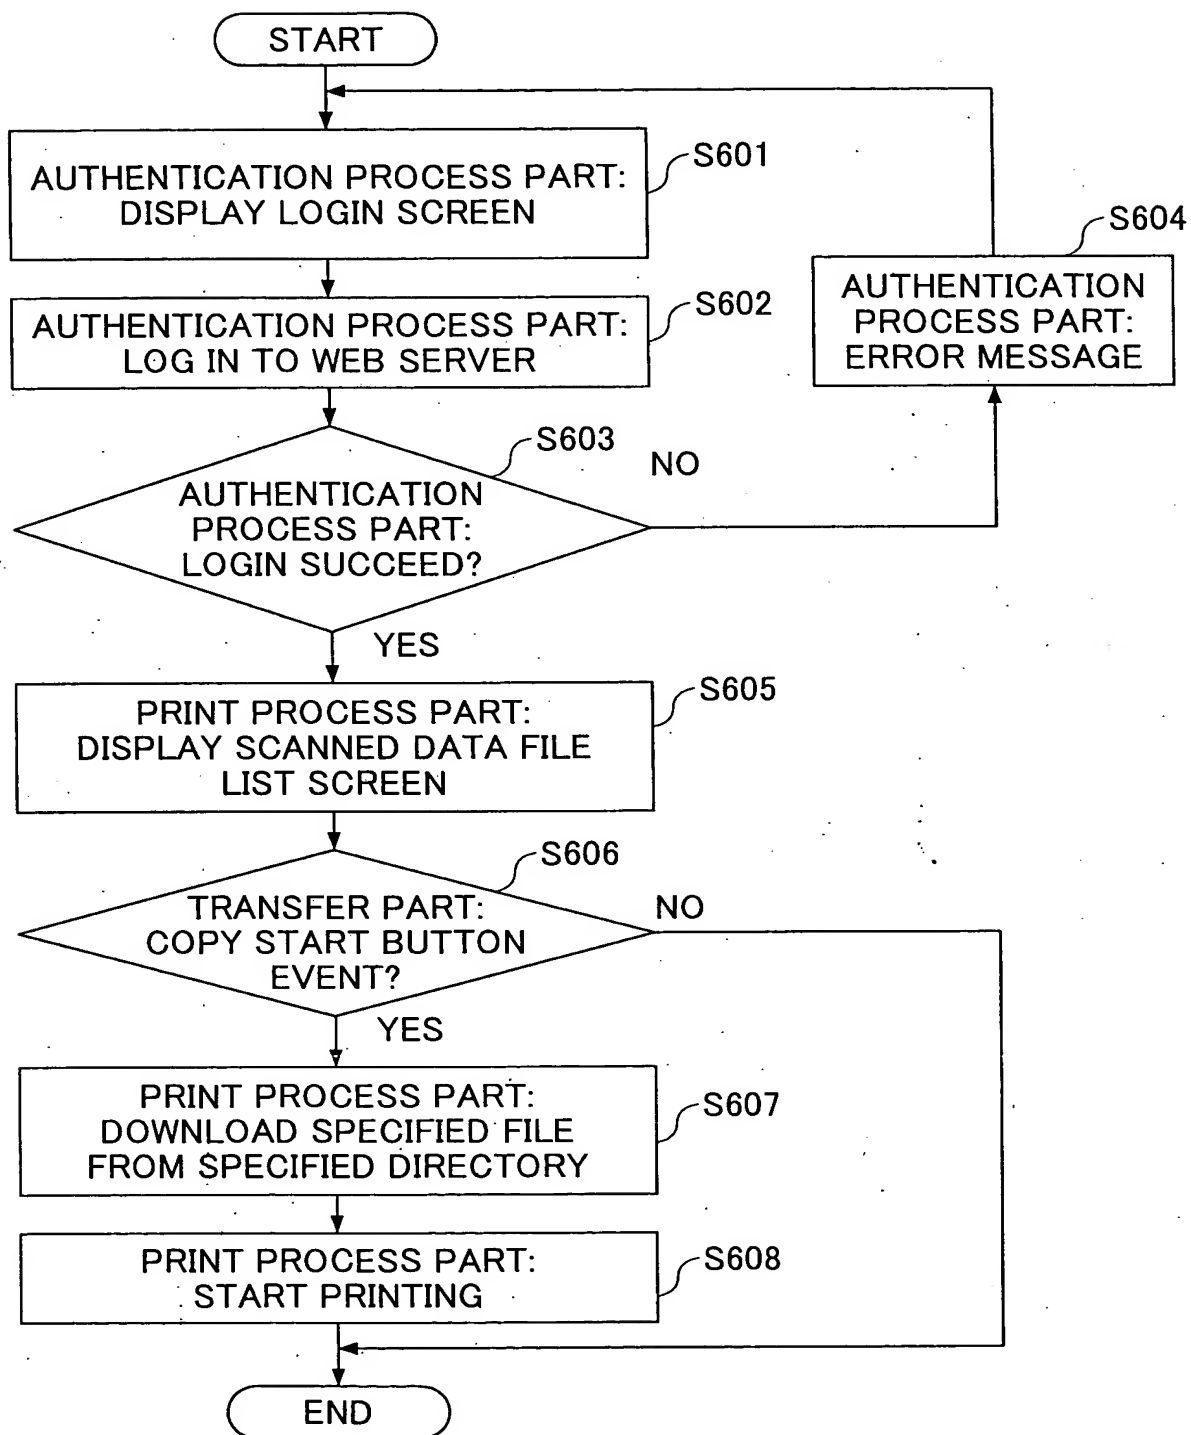 START
AUTHENTICATION PROCESS PART:
DISPLAY LOGIN SCREEN
S601
S604
AUTHENTICATION
PROCESS PART:
ERROR MESSAGE
AUTHENTICATION PROCESS PART:
LOG IN TO WEB SERVER
S602
S603
NO
AUTHENTICATION
PROCESS PART:
LOGIN SUCCEED?
YES
PRINT PROCESS PART:
DISPLAY SCANNED DATA FILE
LIST SCREEN
S605
S606
NO
TRANSFER PART:
COPY START BUTTON
EVENT?
YES
PRINT PROCESS PART:
DOWNLOAD SPECIFIED FILE
FROM SPECIFIED DIRECTORY
S607
PRINT PROCESS PART:
START PRINTING
S608
END